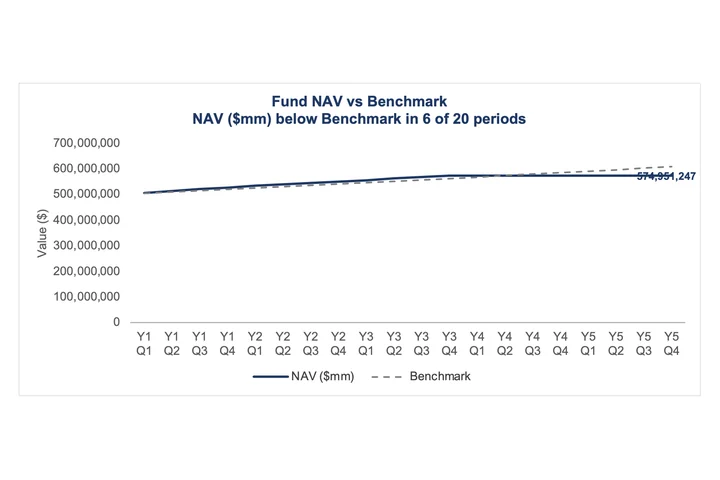 Fund NAV vs Benchmark
NAV ($mm) below Benchmark in 6 of 20 periods
Value ($)
700,000,000
600,000,000
500,000,000
400,000,000
300,000,000
200,000,000
100,000,000
0
574,351,247
Y1 Y1 Y1 Y1 Y2 Y2 Y2 Y2 Y3 Y3 Y3 Y3 Y4 Y4 Y4 Y4 Y5 Y5 Y5 Y5
Q1 Q2 Q3 Q4 Q1 Q2 Q3 Q4 Q1 Q2 Q3 Q4 Q1 Q2 Q3 Q4 Q1 Q2 Q3 Q4
NAV ($mm) Benchmark